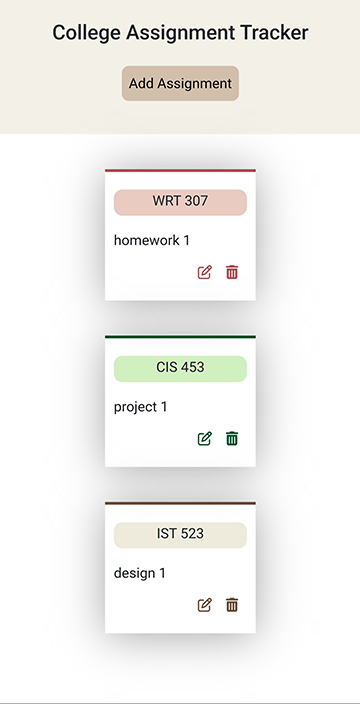 College Assignment Tracker
Add Assignment
WRT 307
homework 1
CIS 453
project 1
IST 523
design 1